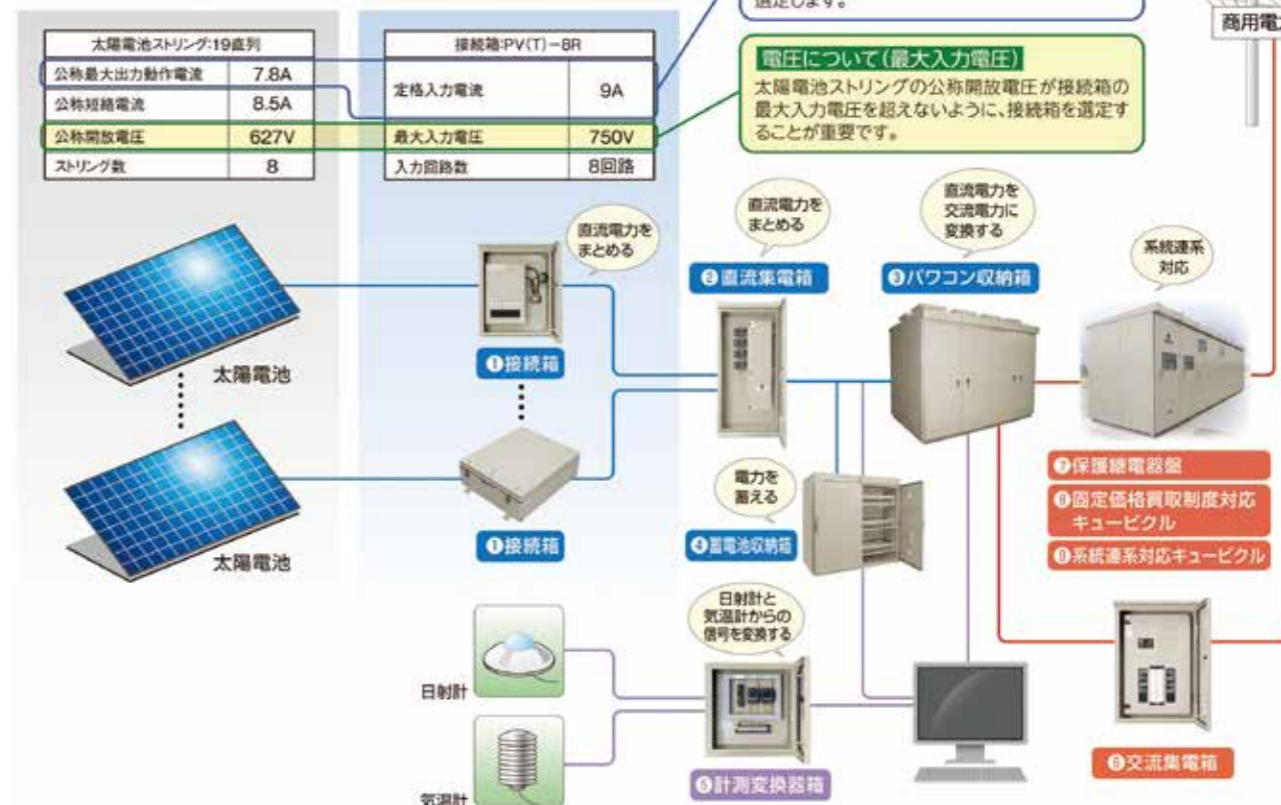 選定します。
商用電
電圧について（最大入力電圧）
太陽電池ストリングの公称開放電圧が接続箱の
最大入力電圧を超えないように、接続箱を選定す
ることが重要です。
太陽電池ストリング:19直列
公称最大出力動作電流 7.8A
公称短絡電流 8.5A
公称開放電圧 627V
ストリング数 8
接続箱:PV(T)-8R
定格入力電流 9A
最大入力電圧 750V
入力回路数 8回路
太陽電池
太陽電池
直流電力を
まとめる
❶接続箱
❶接続箱
直流電力を
まとめる
❷直流集電箱
直流電力を
交流電力に
変換する
❸パワコン収納箱
系統連系
対応
電力を
蓄える
❹蓄電池収納箱
❼保護継電器盤
❽固定価格買取制度対応
キュービクル
❾系統連系対応キュービクル
日射計と
気温計からの
信号を変換する
日射計
気温計
❺計測変換器箱
❻交流集電箱